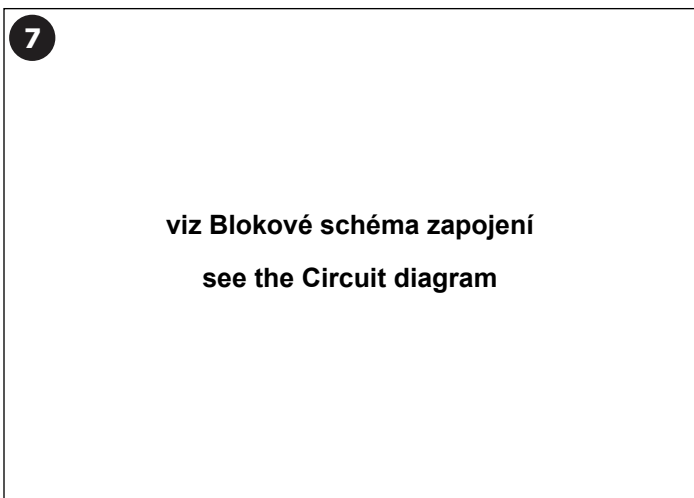 7
viz Blokové schéma zapojení
see the Circuit diagram